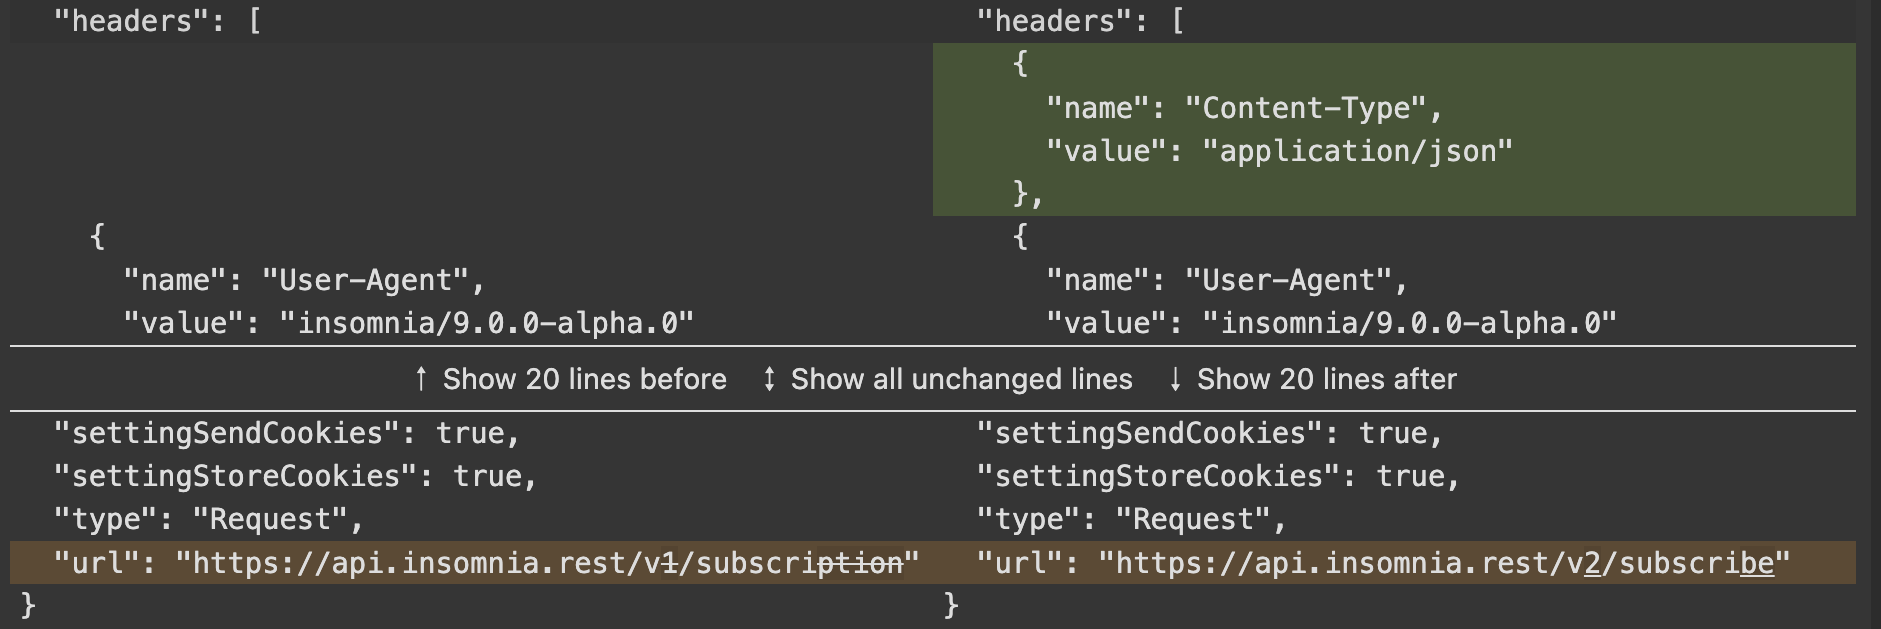 "headers": [
{
"name": "User-Agent",
"value": "insomnia/9.0.0-alpha.0"
"headers": [
{
"name": "Content-Type",
"value": "application/json"
},
{
"name": "User-Agent",
"value": "insomnia/9.0.0-alpha.0"
↑ Show 20 lines before ↕ Show all unchanged lines ↓ Show 20 lines after
"settingSendCookies": true,
"settingStoreCookies": true,
"type": "Request",
"url": "https://api.insomnia.rest/v1/subscription"
}
"settingSendCookies": true,
"settingStoreCookies": true,
"type": "Request",
"url": "https://api.insomnia.rest/v2/subscribe"
}